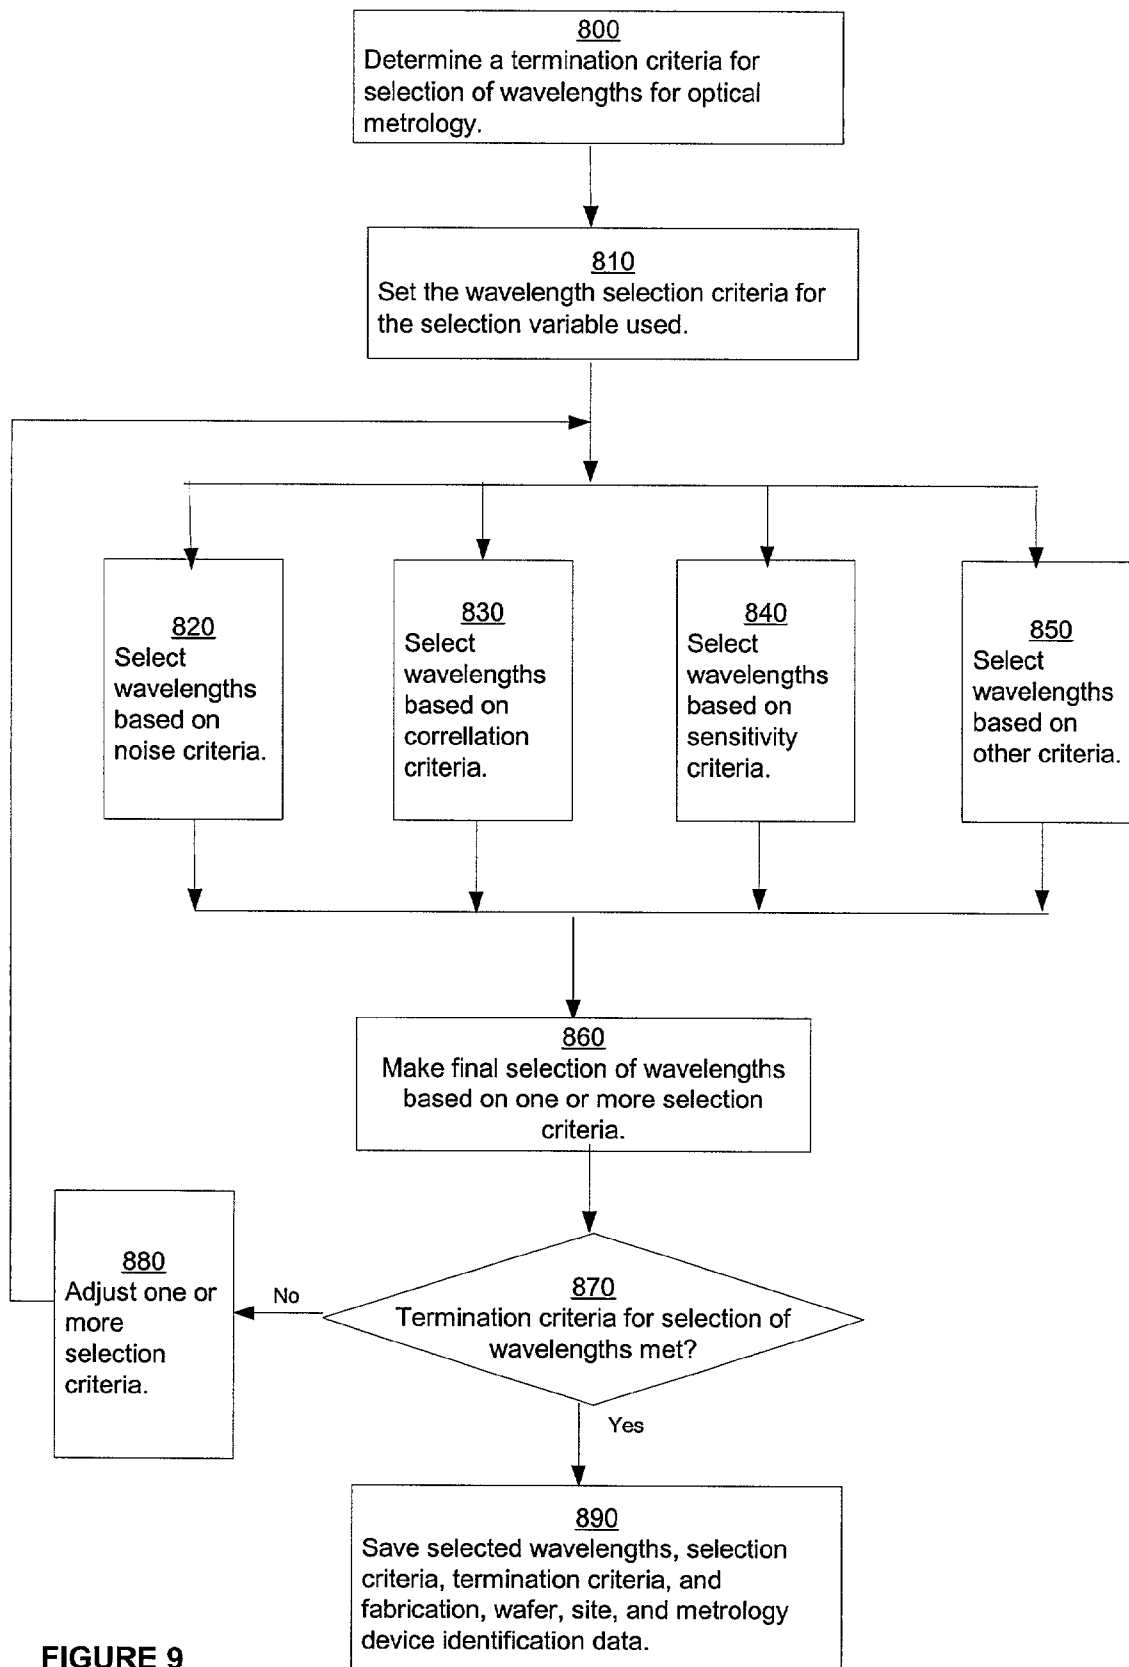 800
Determine a termination criteria for
selection of wavelengths for optical
metrology.
810
Set the wavelength selection criteria for
the selection variable used.
820
Select
wavelengths
based on
noise criteria.
830
Select
wavelengths
based on
correllation
criteria.
840
Select
wavelengths
based on
sensitivity
criteria.
850
Select
wavelengths
based on
other criteria.
860
Make final selection of wavelengths
based on one or more selection
criteria.
870
Termination criteria for selection of
wavelengths met?
No
880
Adjust one or
more
selection
criteria.
Yes
890
Save selected wavelengths, selection
criteria, termination criteria, and
fabrication, wafer, site, and metrology
device identification data.
FIGURE 9